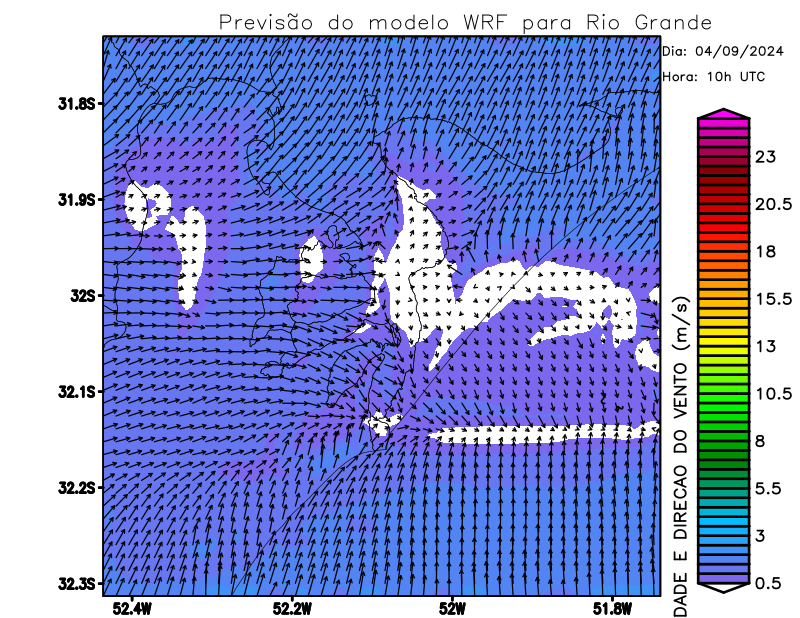 Previsão do modelo WRF para Rio Grande
Dia: 04/09/2024
Hora: 10h UTC
31.8S
31.9S
32S
32.1S
32.2S
32.3S
52.4W
52.2W
52W
51.8W
23
20.5
18
15.5
13
10.5
8
5.5
3
0.5
DADE E DIRECAO DO VENTO (m/s)